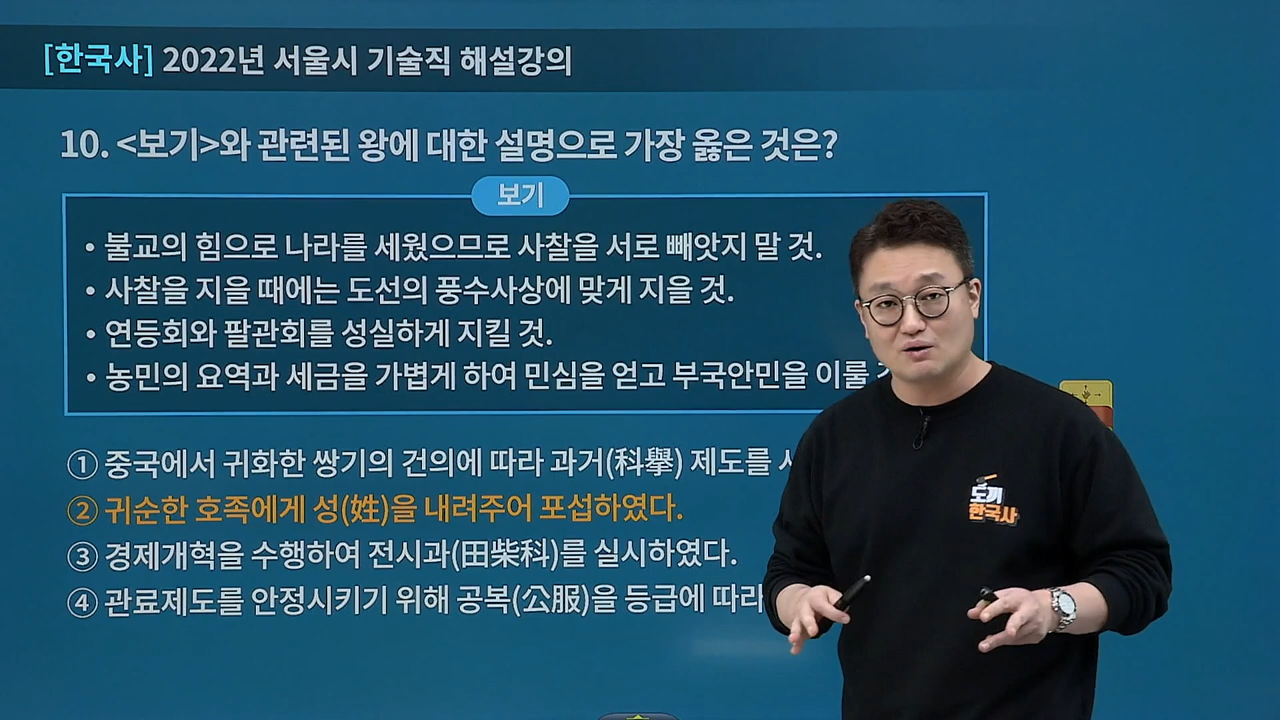 [한국사] 2022년 서울시 기술직 해설강의
10. <보기>와 관련된 왕에 대한 설명으로 가장 옳은 것은?
보기
• 불교의 힘으로 나라를 세웠으므로 사찰을 서로 빼앗지 말 것.
• 사찰을 지을 때에는 도선의 풍수사상에 맞게 지을 것.
• 연등회와 팔관회를 성실하게 지킬 것.
• 농민의 요역과 세금을 가볍게 하여 민심을 얻고 부국안민을 이룰
① 중국에서 귀화한 쌍기의 건의에 따라 과거(科擧) 제도를
② 귀순한 호족에게 성(姓)을 내려주어 포섭하였다.
③ 경제개혁을 수행하여 전시과(田柴科)를 실시하였다.
④ 관료제도를 안정시키기 위해 공복(公服)을 등급에 따라
도끼
한국사